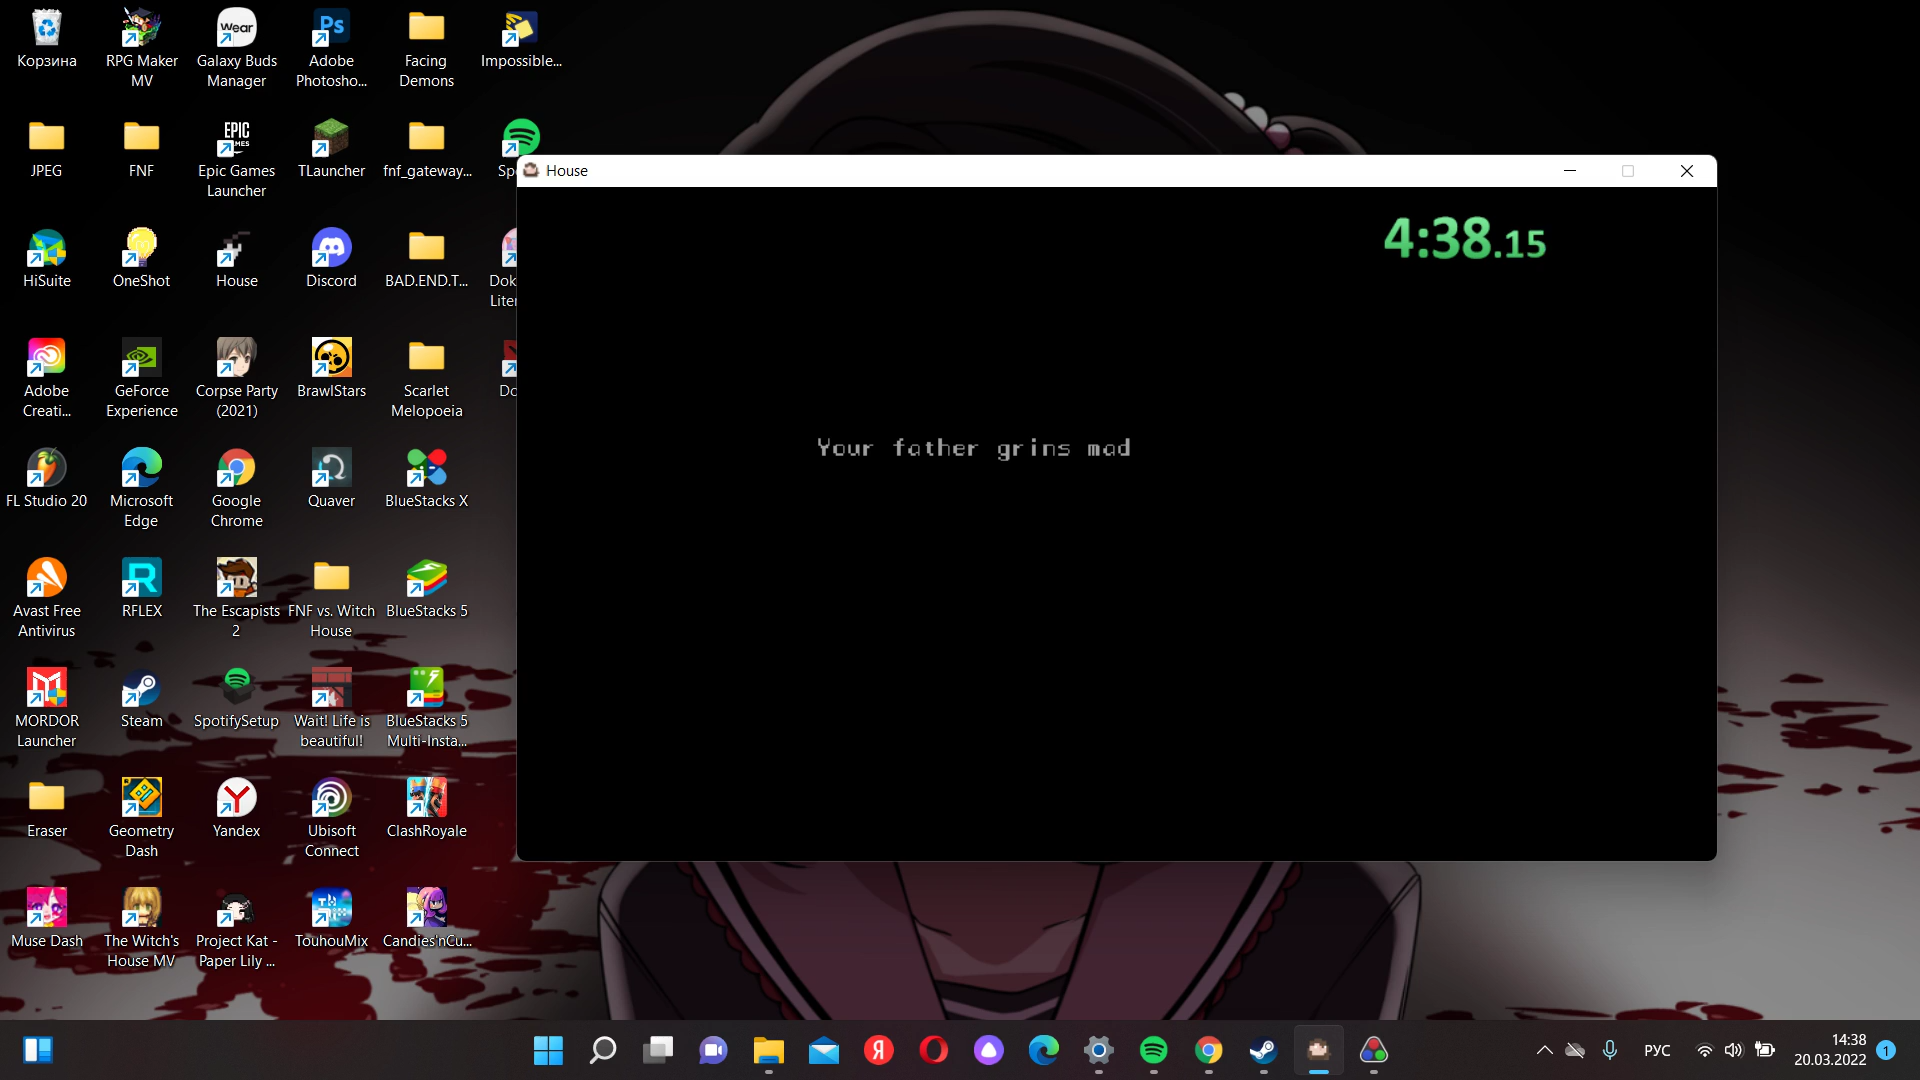 Корзина
RPG Maker
MV
Galaxy Buds
Manager
Adobe
Photosho...
Facing
Demons
Impossible...
JPEG
FNF
Epic Games
Launcher
TLauncher
fnf_gateway...
Sp
HiSuite
OneShot
House
Discord
BAD.END.T...
Dok
Liter
Adobe
Creati...
GeForce
Experience
Corpse Party
(2021)
BrawlStars
Scarlet
Melopoeia
Do
FL Studio 20
Microsoft
Edge
Google
Chrome
Quaver
BlueStacks X
Avast Free
Antivirus
RFLEX
The Escapists
2
FNF vs. Witch
House
BlueStacks 5
MORDOR
Launcher
Steam
SpotifySetup
Wait! Life is
beautiful!
BlueStacks 5
Multi-Insta...
Eraser
Geometry
Dash
Yandex
Ubisoft
Connect
ClashRoyale
Muse Dash
The Witch's
House MV
Project Kat -
Paper Lily ...
TouhouMix
Candies'nCu...
House
4:38.15
Your father grins mad
РУС
14:38
20.03.2022
1